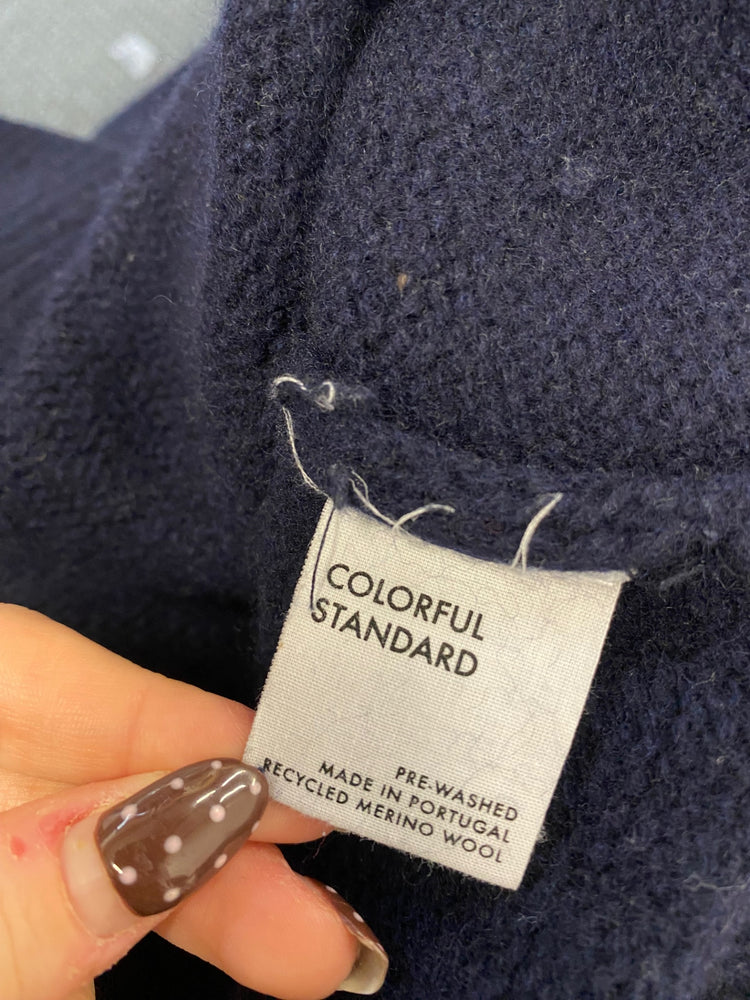 COLORFUL
STANDARD
PRE-WASHED
MADE IN PORTUGAL
RECYCLED MERINO WOOL